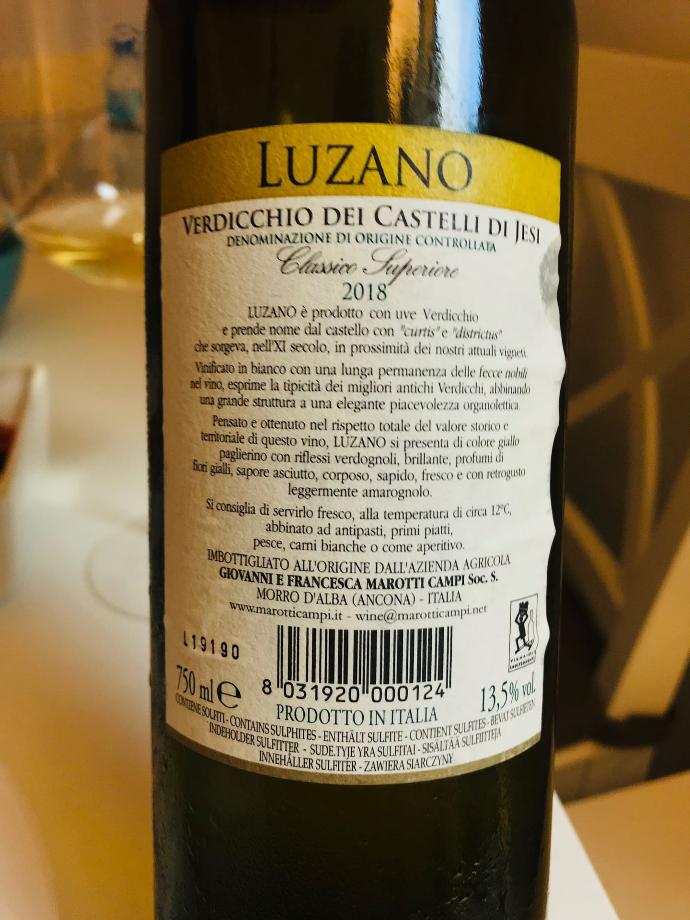 LUZANO
VERDICCHIO DEI CASTELLI DI JESI
DENOMINAZIONE DI ORIGINE CONTROLLATA
Classico Superiore
2018
LUZANO è prodotto con uve Verdicchio
e prende nome dal castello con "curtis" e "districtus"
che sorgeva, nell'XI secolo, in prossimità dei nostri attuali vigneti.
Vinificato in bianco con una lunga permanenza delle fecce nobili
nel vino, esprime la tipicità dei migliori antichi Verdicchi, abbinando
una grande struttura a una elegante piacevolezza organolettica.
Pensato e ottenuto nel rispetto totale del valore storico e
territoriale di questo vino, LUZANO si presenta di colore giallo
paglierino con riflessi verdognoli, brillante, profumi di
fiori gialli, sapore asciutto, corposo, sapido, fresco e con retrogusto
leggermente amarognolo.
Si consiglia di servirlo fresco, alla temperatura di circa 12°C,
abbinato ad antipasti, primi piatti,
pesce, carni bianche o come aperitivo.
IMBOTTIGLIATO ALL'ORIGINE DALL'AZIENDA AGRICOLA
GIOVANNI E FRANCESCA MAROTTI CAMPI Soc. S.
MORRO D'ALBA (ANCONA) - ITALIA
www.marotticampi.it - wine@marotticampi.net
L19190
750 ml e
8 031920 000124
13,5% vol.
PRODOTTO IN ITALIA
CONTIENE SOLFITI - CONTAINS SULPHITES - ENTHÄLT SULFITE - CONTIENT SULFITES - BEVAT SULFIETEN
INDEHOLDER SULFITTER - SUDE.TYJE YRA SULFITAI - SISÄLTÄÄ SULFIITTEJA
INNEHÅLLER SULFITER - ZAWIERA SIARCZYNY